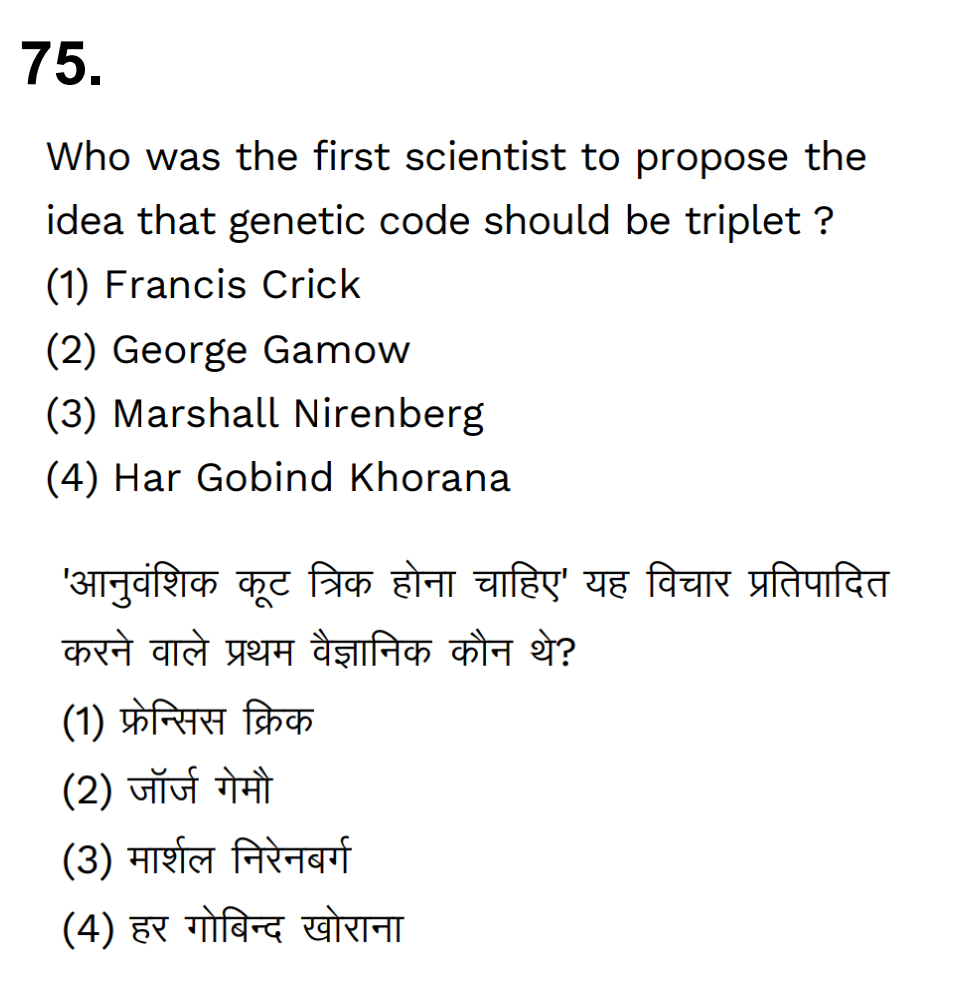 75.
Who was the first scientist to propose the
idea that genetic code should be triplet ?
(1) Francis Crick
(2) George Gamow
(3) Marshall Nirenberg
(4) Har Gobind Khorana
'आनुवंशिक कूट त्रिक होना चाहिए' यह विचार प्रतिपादित
करने वाले प्रथम वैज्ञानिक कौन थे?
(1) फ्रेन्सिस क्रिक
(2) जॉर्ज गेमौ
(3) मार्शल निरेनबर्ग
(4) हर गोबिन्द खोराना